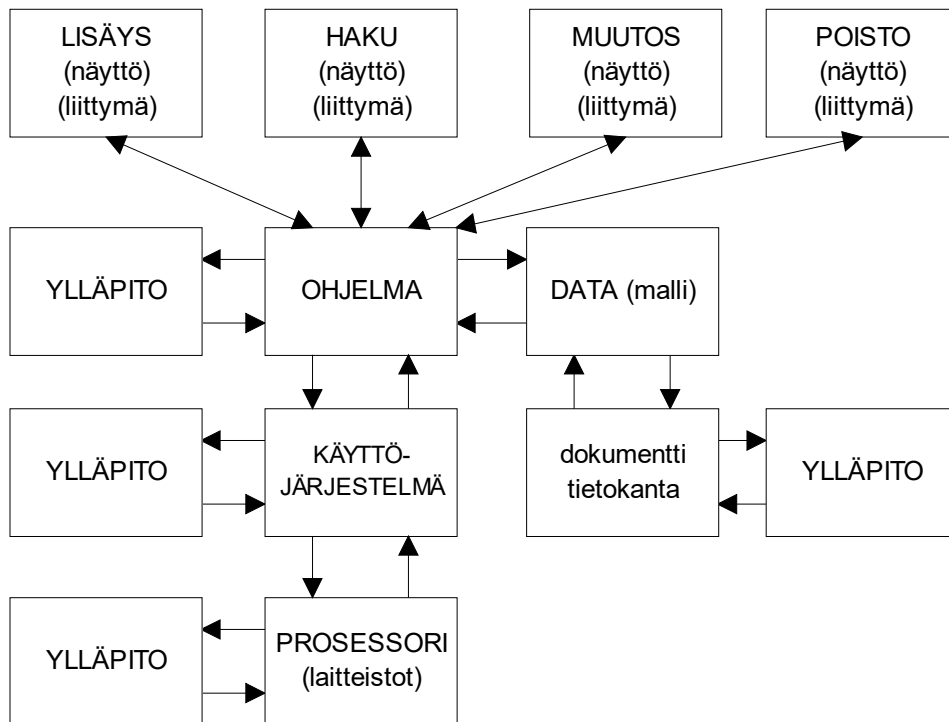 LISÄYS
(näyttö)
(liittymä)
HAKU
(näyttö)
(liittymä)
MUUTOS
(näyttö)
(liittymä)
POISTO
(näyttö)
(liittymä)
YLLÄPITO
OHJELMA
DATA (malli)
YLLÄPITO
KÄYTTÖ-
JÄRJESTELMÄ
dokumentti
tietokanta
YLLÄPITO
YLLÄPITO
PROSESSORI
(laitteistot)